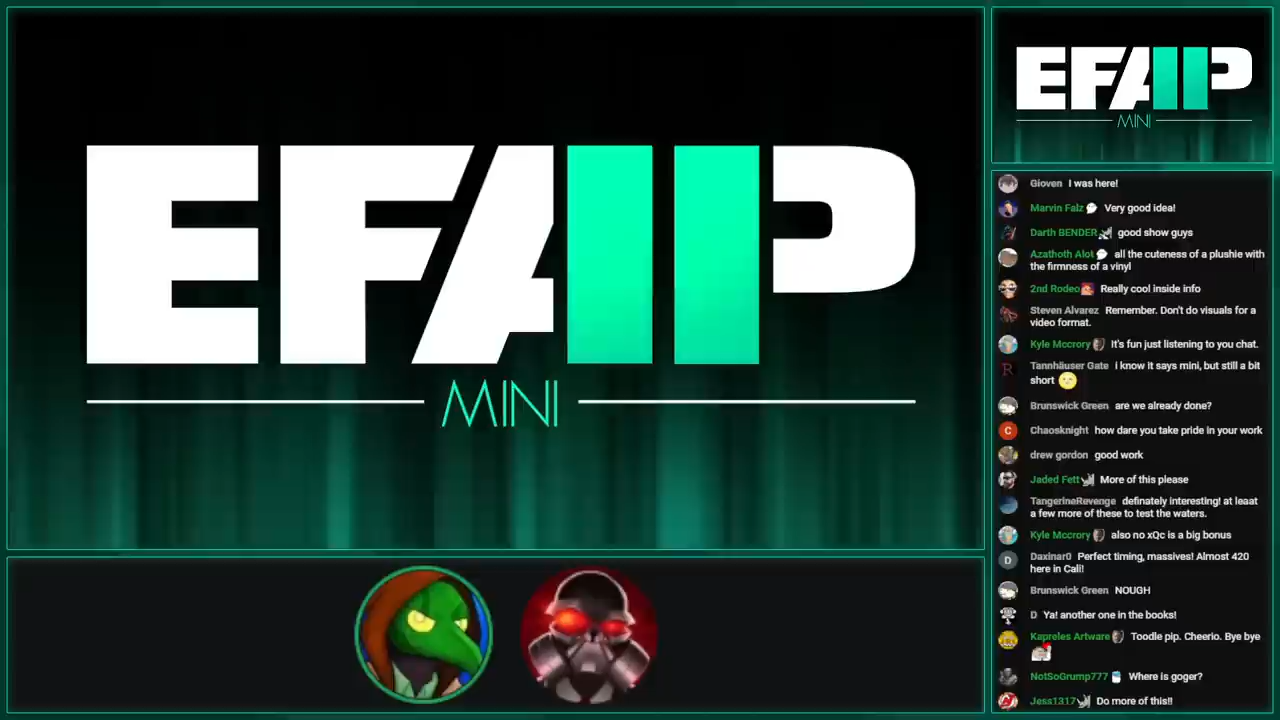 EFAP
MINI
EFAP
MINI
Gioven I was here!
Marvin Falz Very good idea!
Darth BENDER good show guys
Azathoth Alot all the cuteness of a plushie with
the firmness of a vinyl
2nd Rodeo Really cool inside info
Steven Alvarez Remember. Don't do visuals for a
video format.
Kyle Mccrory It's fun just listening to you chat.
Tannhäuser Gate i know it says mini, but still a bit
short
Brunswick Green are we already done?
C
Chaosknight how dare you take pride in your work
drew gordon good work
Jaded Fett More of this please
TangerineRevenge definately interesting! at leaat
a few more of these to test the waters.
Kyle Mccrory also no xQc is a big bonus
D
Daxinar0 Perfect timing, massives! Almost 420
here in Cali!
Brunswick Green NOUGH
D Ya! another one in the books!
Kapreles Artware Toodle pip. Cheerio. Bye bye
NotSoGrump777 Where is goger?
Jess1317 Do more of this!!